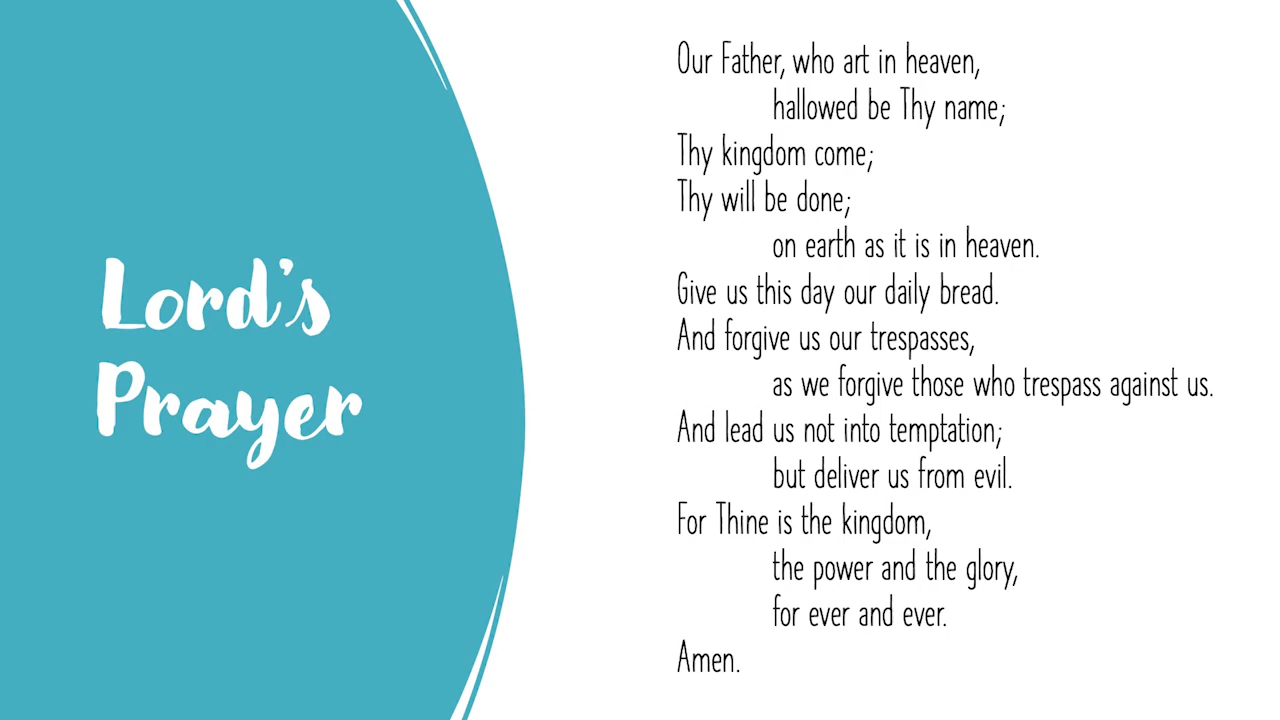 Lord's
Prayer
Our Father, who art in heaven,
hallowed be Thy name;
Thy kingdom come;
Thy will be done;
on earth as it is in heaven.
Give us this day our daily bread.
And forgive us our trespasses,
as we forgive those who trespass against us.
And lead us not into temptation;
but deliver us from evil.
For Thine is the kingdom,
the power and the glory,
for ever and ever.
Amen.